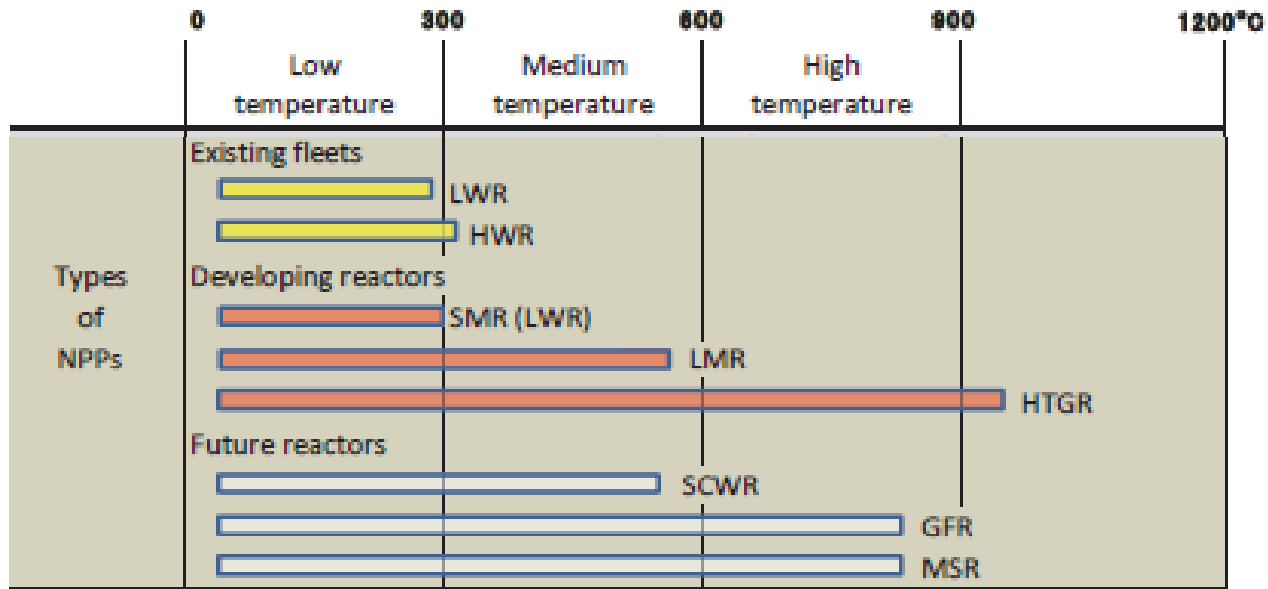 0 300 600 900 1200°C
Low Medium High
temperature temperature temperature
Existing fleets
LWR
HWR
Types
of
NPPs
Developing reactors
SMR (LWR)
LMR
HTGR
Future reactors
SCWR
GFR
MSR